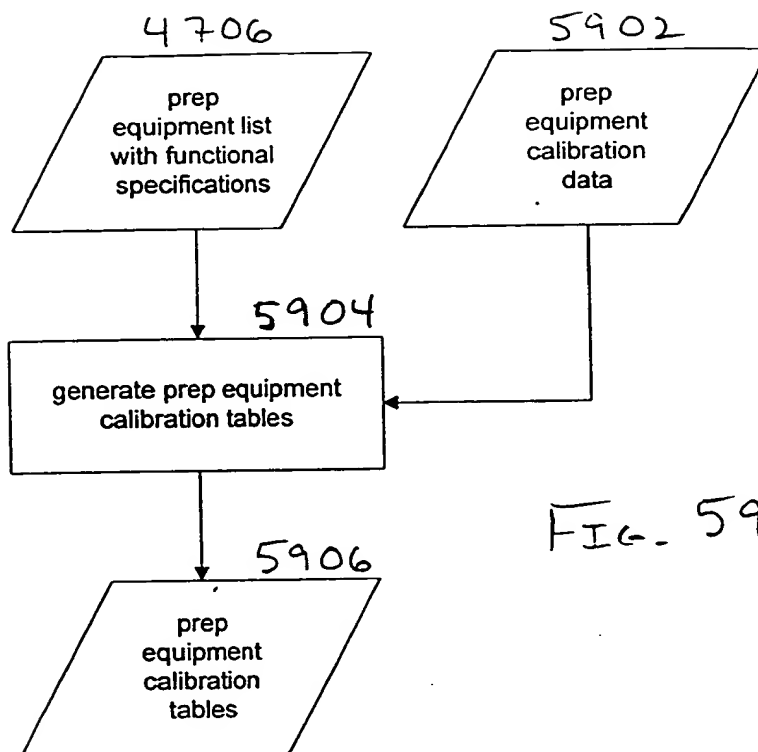 4706
prep
equipment list
with functional
specifications
5902
prep
equipment
calibration
data
5904
generate prep equipment
calibration tables
FIG. 59
5906
prep
equipment
calibration
tables